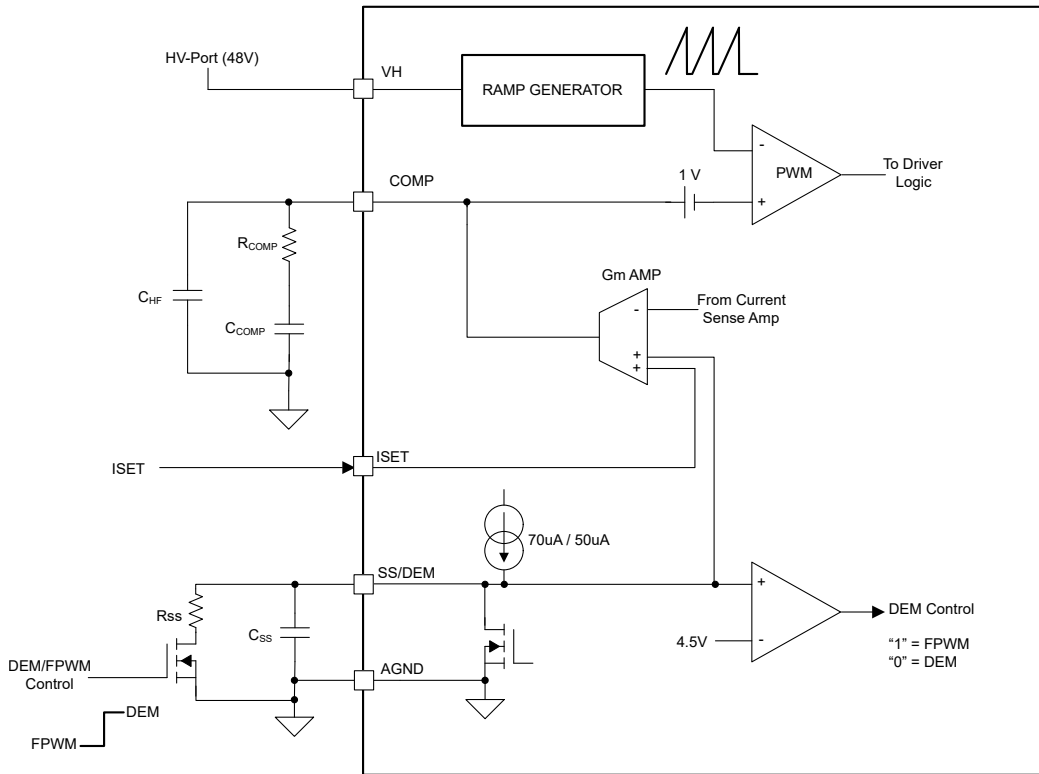 HV-Port (48V)
VH
RAMP GENERATOR
-
PWM
+
To Driver
Logic
COMP
1 V
RCOMP
CHF
CCOMP
Gm AMP
-
From Current
Sense Amp
+
+
ISET
ISET
70uA / 50uA
SS/DEM
Rss
CSS
+
4.5V
-
DEM Control
“1” = FPWM
“0” = DEM
AGND
DEM/FPWM
Control
DEM
FPWM